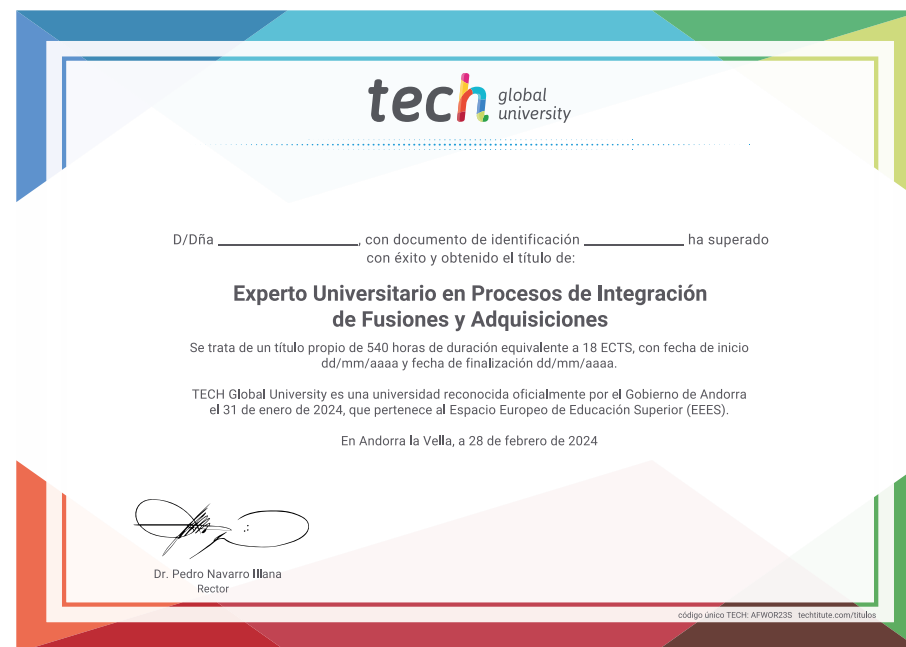 tech global university
D/Dña ____________________, con documento de identificación ______________ ha superado
con éxito y obtenido el título de:
Experto Universitario en Procesos de Integración
de Fusiones y Adquisiciones
Se trata de un título propio de 540 horas de duración equivalente a 18 ECTS, con fecha de inicio
dd/mm/aaaa y fecha de finalización dd/mm/aaaa.
TECH Global University es una universidad reconocida oficialmente por el Gobierno de Andorra
el 31 de enero de 2024, que pertenece al Espacio Europeo de Educación Superior (EEES).
En Andorra la Vella, a 28 de febrero de 2024
Dr. Pedro Navarro Illana
Rector
código único TECH: AFWOR23S techtitute.com/titulos